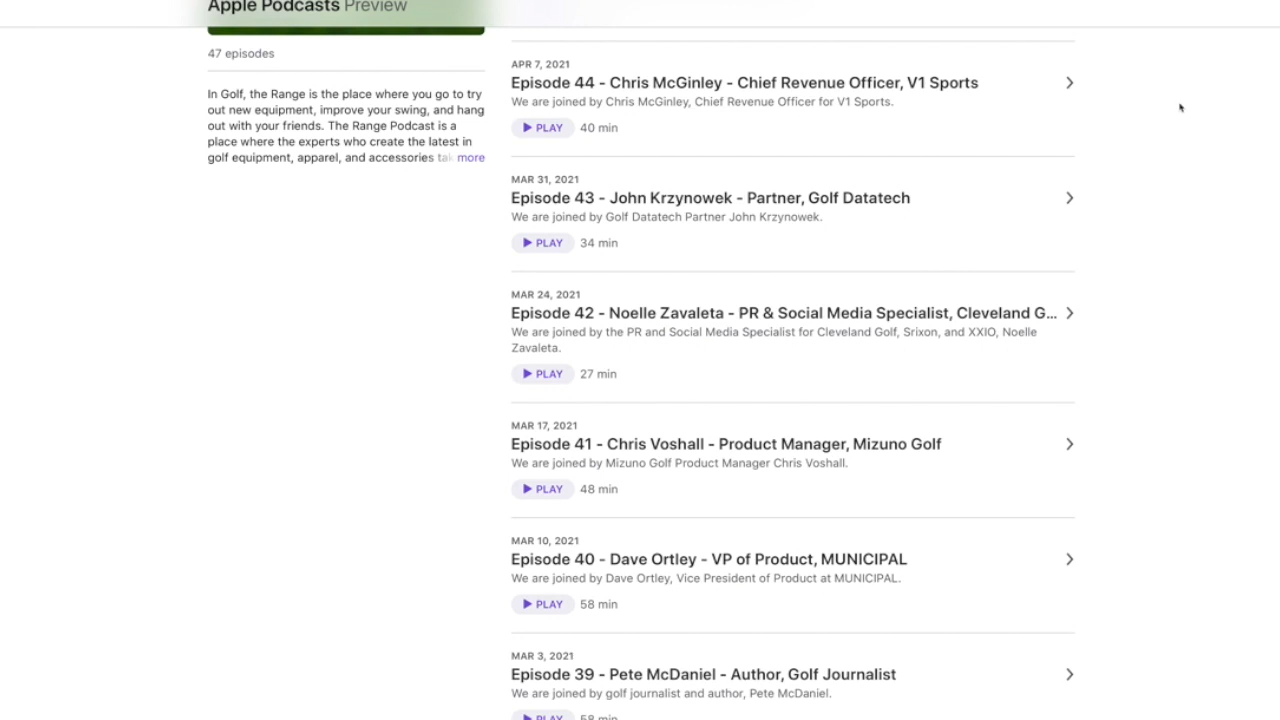 Apple Podcasts Preview
47 episodes
In Golf, the Range is the place where you go to try
out new equipment, improve your swing, and hang
out with your friends. The Range Podcast is a
place where the experts who create the latest in
golf equipment, apparel, and accessories more
APR 7, 2021
Episode 44 - Chris McGinley - Chief Revenue Officer, V1 Sports
We are joined by Chris McGinley, Chief Revenue Officer for V1 Sports.
PLAY 40 min
MAR 31, 2021
Episode 43 - John Krzynowek - Partner, Golf Datatech
We are joined by Golf Datatech Partner John Krzynowek.
PLAY 34 min
MAR 24, 2021
Episode 42 - Noelle Zavaleta - PR & Social Media Specialist, Cleveland G...
We are joined by the PR and Social Media Specialist for Cleveland Golf, Srixon, and XXIO, Noelle
Zavaleta.
PLAY 27 min
MAR 17, 2021
Episode 41 - Chris Voshall - Product Manager, Mizuno Golf
We are joined by Mizuno Golf Product Manager Chris Voshall.
PLAY 48 min
MAR 10, 2021
Episode 40 - Dave Ortley - VP of Product, MUNICIPAL
We are joined by Dave Ortley, Vice President of Product at MUNICIPAL.
PLAY 58 min
MAR 3, 2021
Episode 39 - Pete McDaniel - Author, Golf Journalist
We are joined by golf journalist and author, Pete McDaniel.
PLAY 58 min